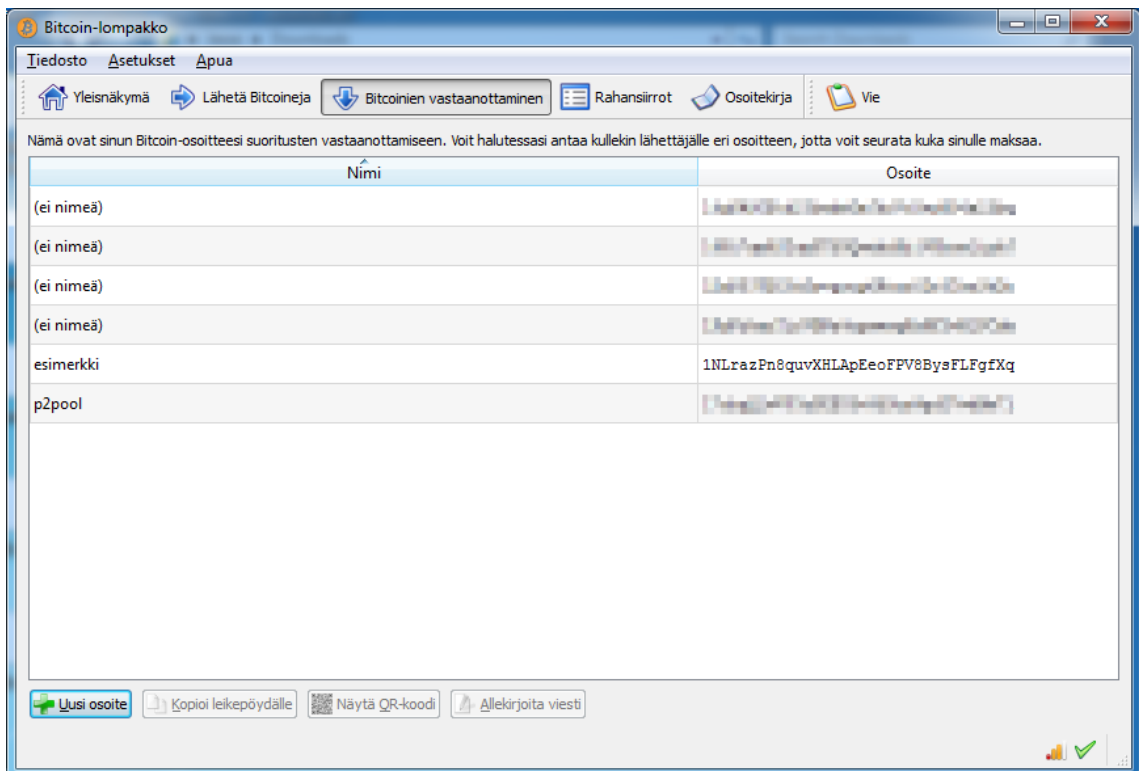 Bitcoin-lompakko
Tiedosto Asetukset Apua
Yleisnäkymä Lähetä Bitcoineja Bitcoinien vastaanottaminen Rahansiirrot Osoitekirja Vie
Nämä ovat sinun Bitcoin-osoitteesi suoritusten vastaanottamiseen. Voit halutessasi antaa kullekin lähettäjälle eri osoitteen, jotta voit seurata kuka sinulle maksaa.
Nimi Osoite
(ei nimeä)
(ei nimeä)
(ei nimeä)
(ei nimeä)
esimerkki 1NLrazPn8quvXHLApEeoFPV8BysFLFgfXq
p2pool
Uusi osoite Kopioi leikepöydälle Näytä QR-koodi Allekirjoita viesti